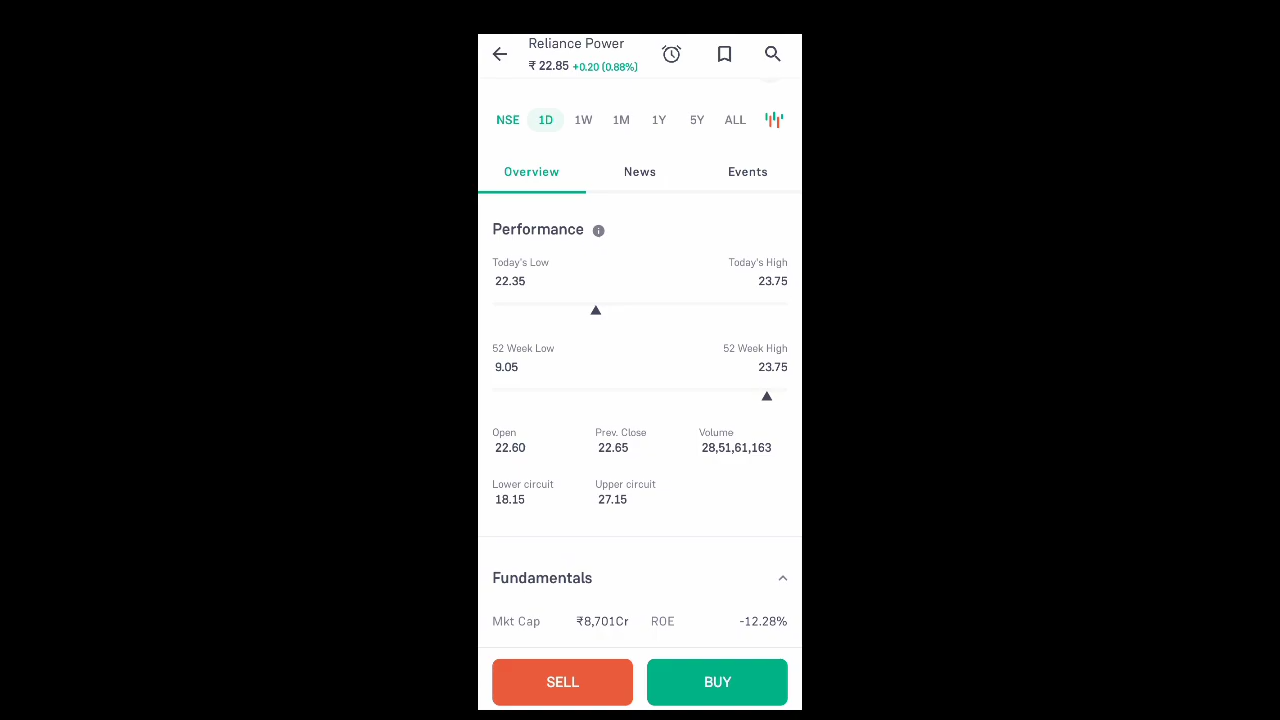 Reliance Power
₹ 22.85 +0.20 (0.88%)
NSE 1D 1W 1M 1Y 5Y ALL
Overview News Events
Performance
Today's Low Today's High
22.35 23.75
52 Week Low 52 Week High
9.05 23.75
Open Prev. Close Volume
22.60 22.65 28,51,61,163
Lower circuit Upper circuit
18.15 27.15
Fundamentals
Mkt Cap ₹8,701Cr ROE -12.28%
SELL BUY